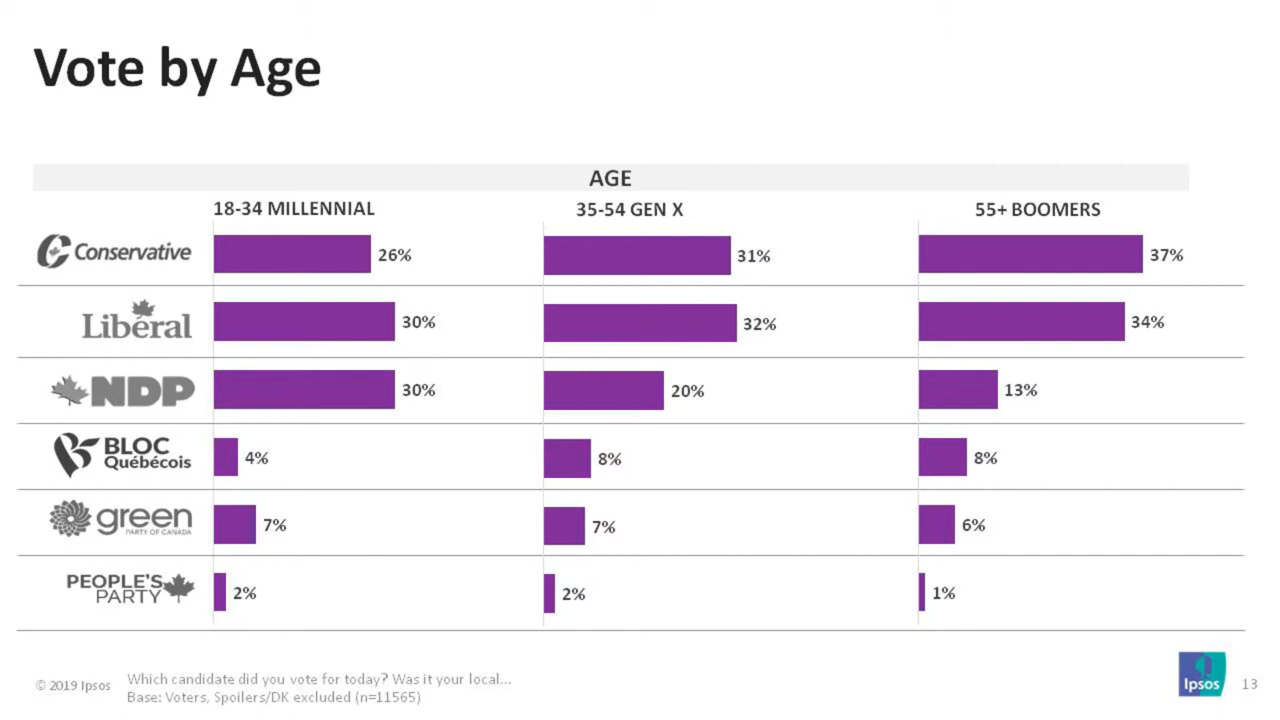 Vote by Age
AGE
18-34 MILLENNIAL 35-54 GEN X 55+ BOOMERS
Conservative 26% 31% 37%
Liberal 30% 32% 34%
NDP 30% 20% 13%
BLOC
Québécois 4% 8% 8%
green
PARTY OF CANADA 7% 7% 6%
PEOPLE'S
PARTY 2% 2% 1%
© 2019 Ipsos
Which candidate did you vote for today? Was it your local...
Base: Voters, Spoilers/DK excluded (n=11565)
Ipsos
13